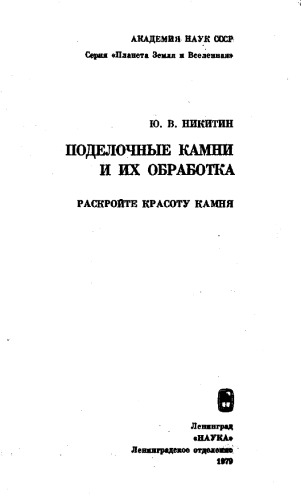 АКАДЕМИЯ НАУК СССР
Серия «Планета Земля и Вселенная»
Ю. В. НИКИТИН
ПОДЕЛОЧНЫЕ КАМНИ
И ИХ ОБРАБОТКА
РАСКРОЙТЕ КРАСОТУ КАМНЯ
Ленинград
«НАУКА»
Ленинградское отделение
1979